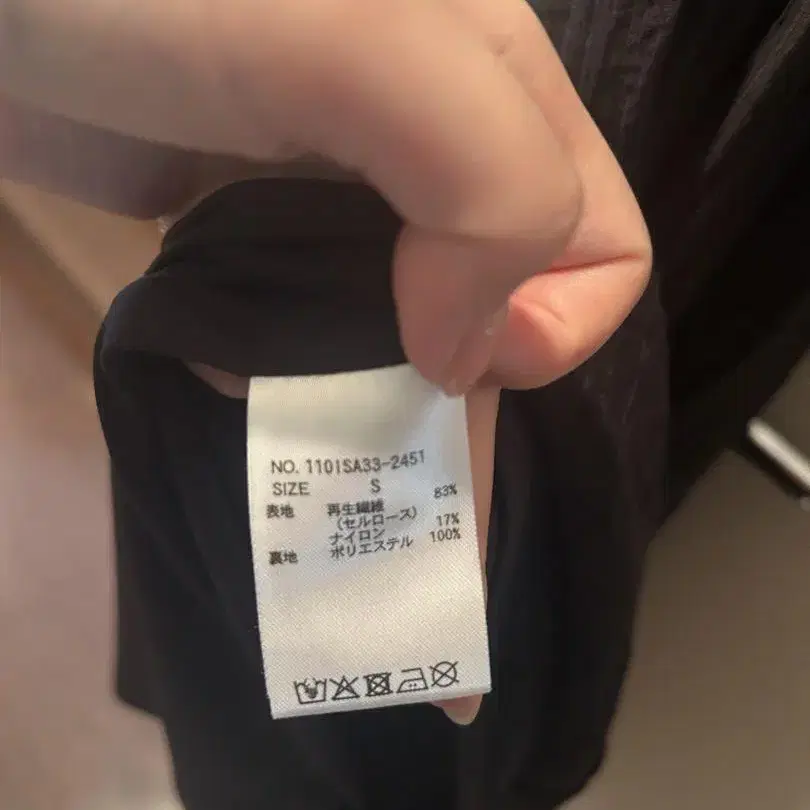 NO. 110ISA33-2451
SIZE S
表地 再生繊維 83%
(セルロース)
ナイロン 17%
裏地 ポリエステル 100%